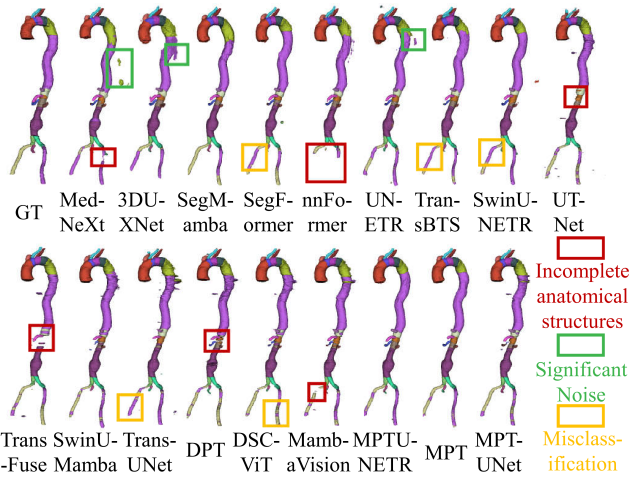 GT
Med-
NeXt
3DU-
XNet
SegM-
amba
SegF-
ormer
nnFo-
rmer
UN-
ETR
Tran-
sBTS
SwinU-
NETR
UT-
Net
Incomplete
anatomical
structures
Significant
Noise
Misclass-
ification
Trans
-Fuse
SwinU-
Mamba
Trans-
UNet
DPT
DSC-
ViT
Mamb-
aVision
MPTU-
NETR
MPT
MPT-
UNet